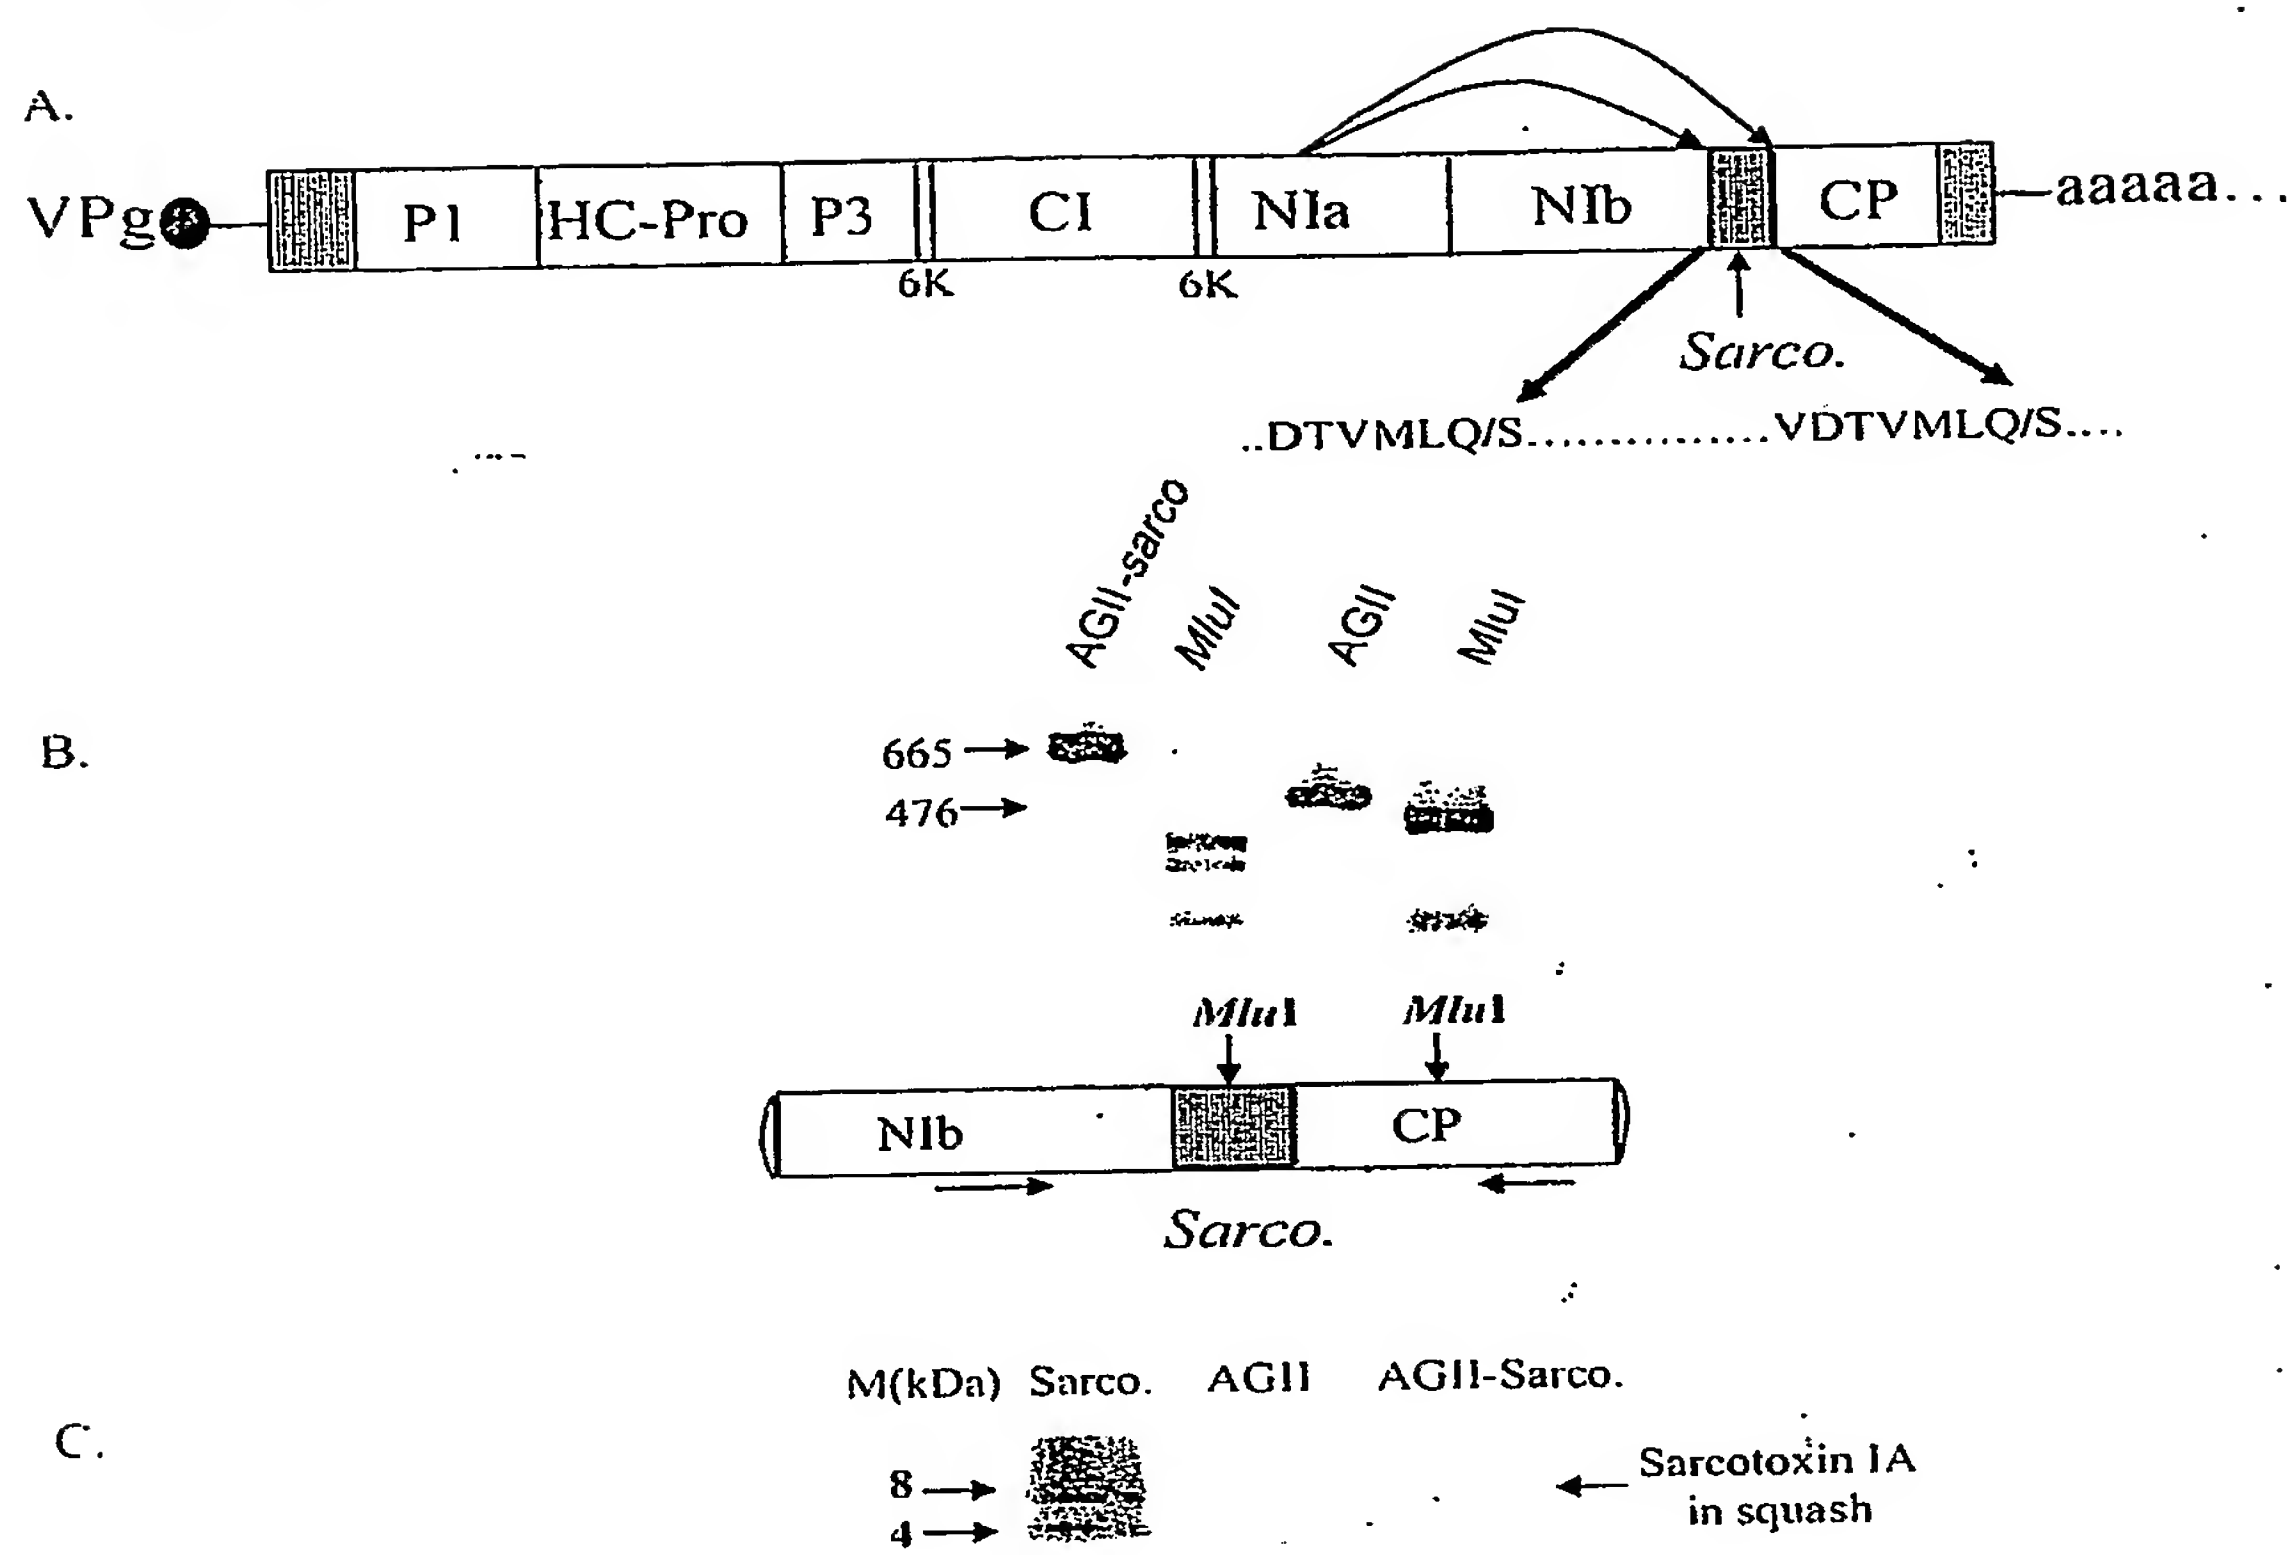 A.
VPg P1 HC-Pro P3 CI NIa NIb CP aaaaa...
6K 6K
Sarco.
..DTVMLQ/S...............VDTVMLQ/S....
AGII-sarco MluI AGII MluI
B.
665
476
MluI MluI
NIb CP
Sarco.
M(kDa) Sarco. AGII AGII-Sarco.
C.
8
4
Sarcotoxin IA
in squash